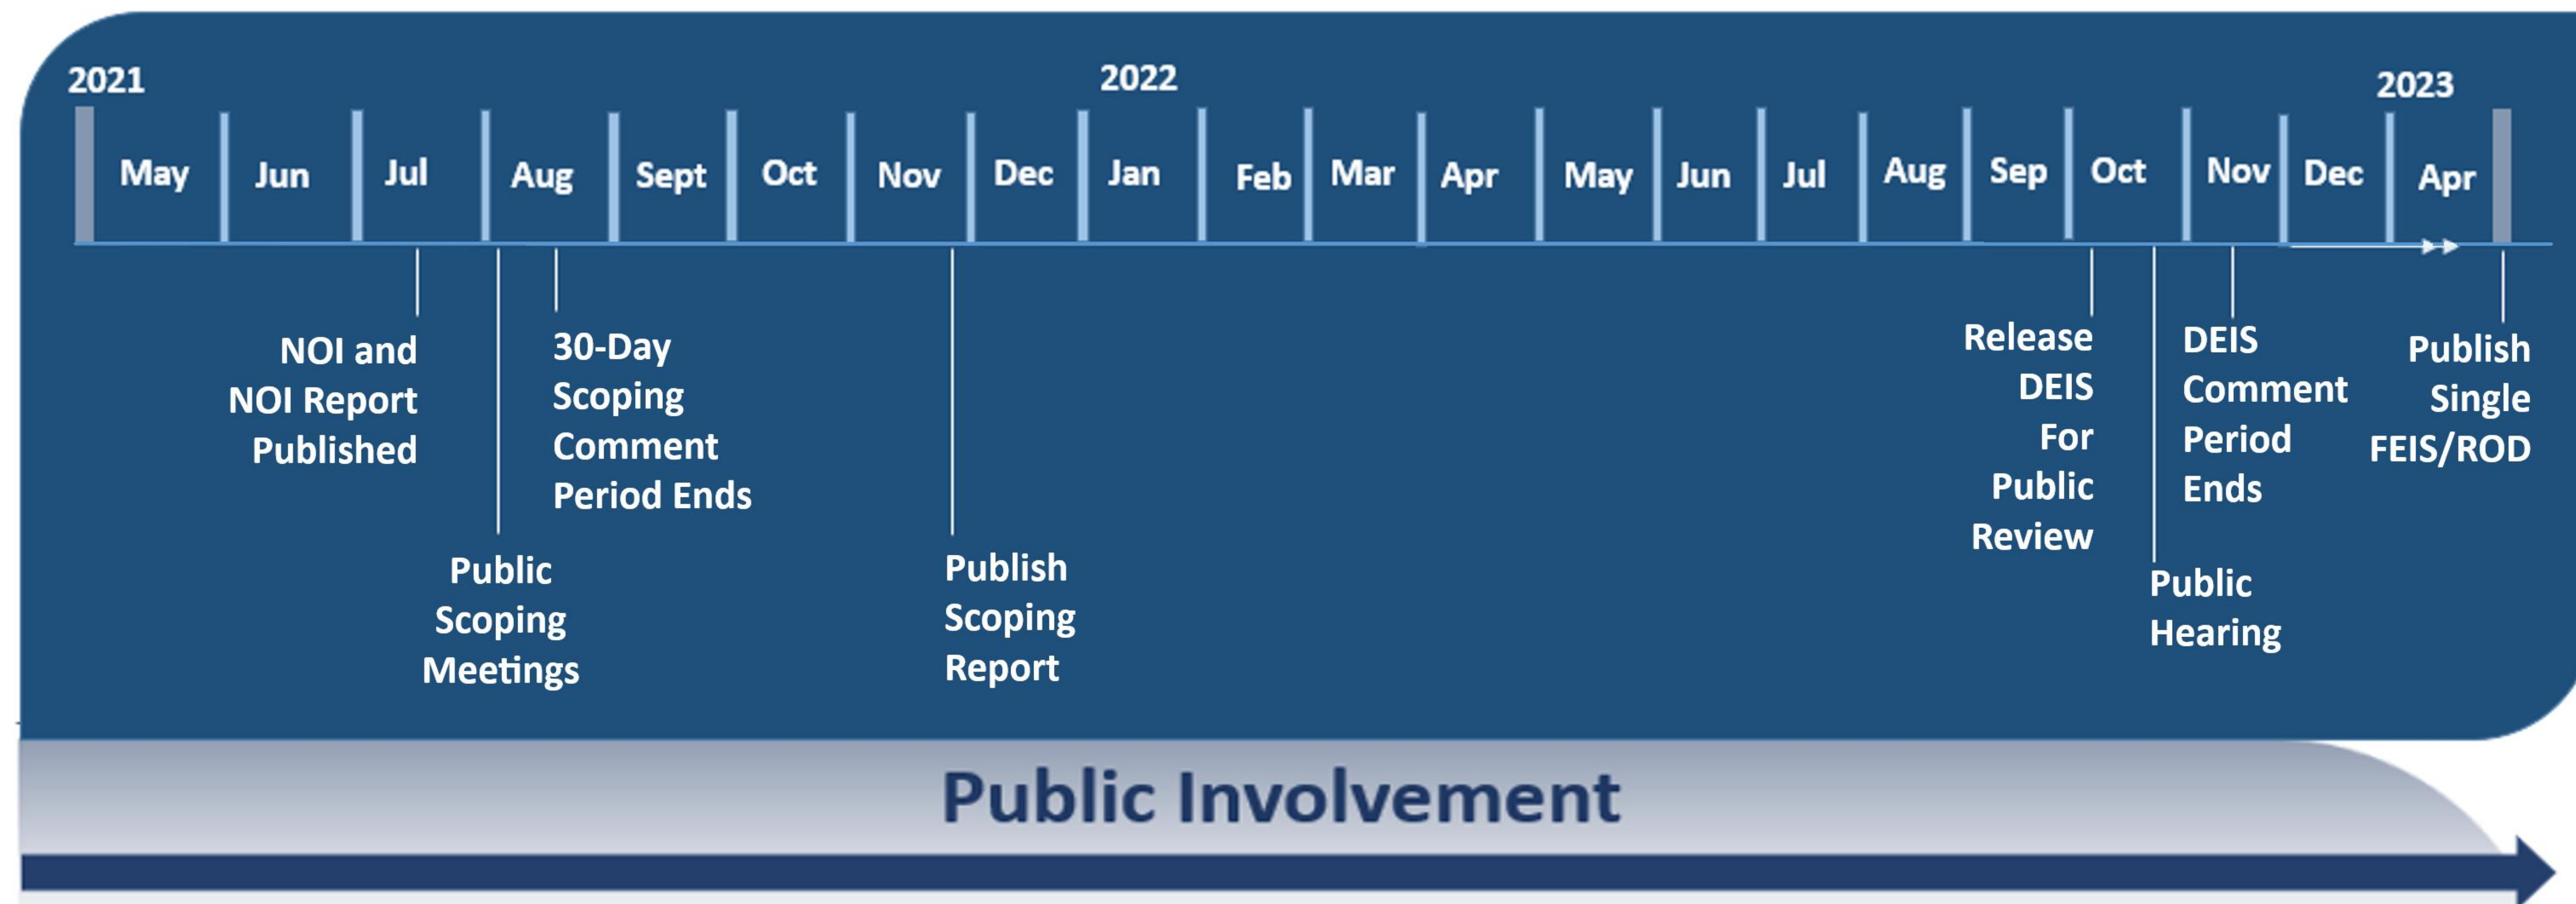 2021 2022 2023
May Jun Jul Aug Sept Oct Nov Dec Jan Feb Mar Apr May Jun Jul Aug Sep Oct Nov Dec Apr
NOI and
NOI Report
Published
Public
Scoping
Meetings
30-Day
Scoping
Comment
Period Ends
Publish
Scoping
Report
Release
DEIS
For
Public
Review
Public
Hearing
DEIS
Comment
Period
Ends
Publish
Single
FEIS/ROD
Public Involvement